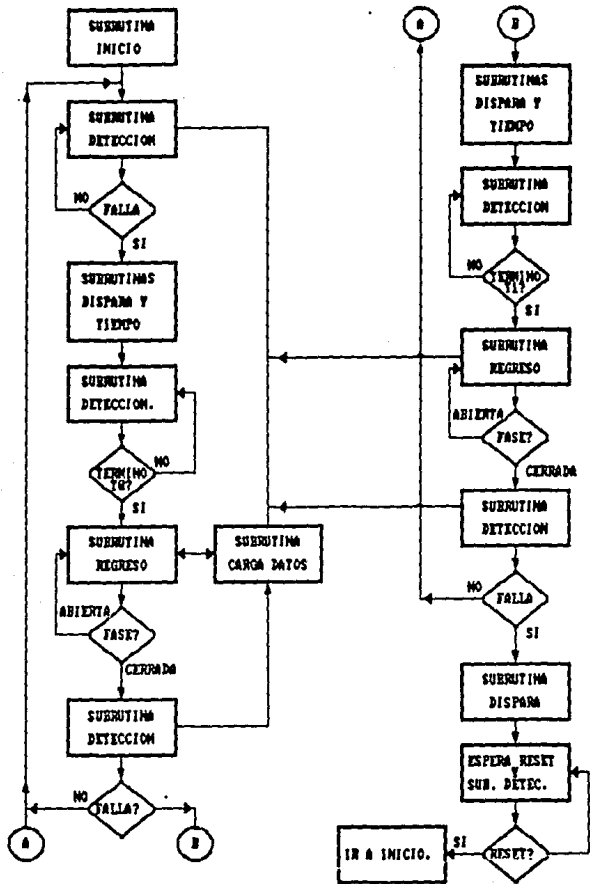 SUBRUTINA
INICIO
SUBRUTINA
DETECCION
NO
FALLA
SI
SUBRUTINAS
DISPARA Y
TIEMPO
SUBRUTINA
DETECCION.
TERMINO
T0?
NO
SI
SUBRUTINA
REGRESO
SUBRUTINA
CARGA DATOS
ABIERTA
FASE?
CERRADA
SUBRUTINA
DETECCION
NO
FALLA?
A
B
A
B
SUBRUTINAS
DISPARA Y
TIEMPO
SUBRUTINA
DETECCION
NO
TERMINO
T1?
SI
SUBRUTINA
REGRESO
ABIERTA
FASE?
CERRADA
SUBRUTINA
DETECCION
NO
FALLA
SI
SUBRUTINA
DISPARA
ESPERA RESET
Y
SUB. DETEC.
IR A INICIO.
SI
RESET?